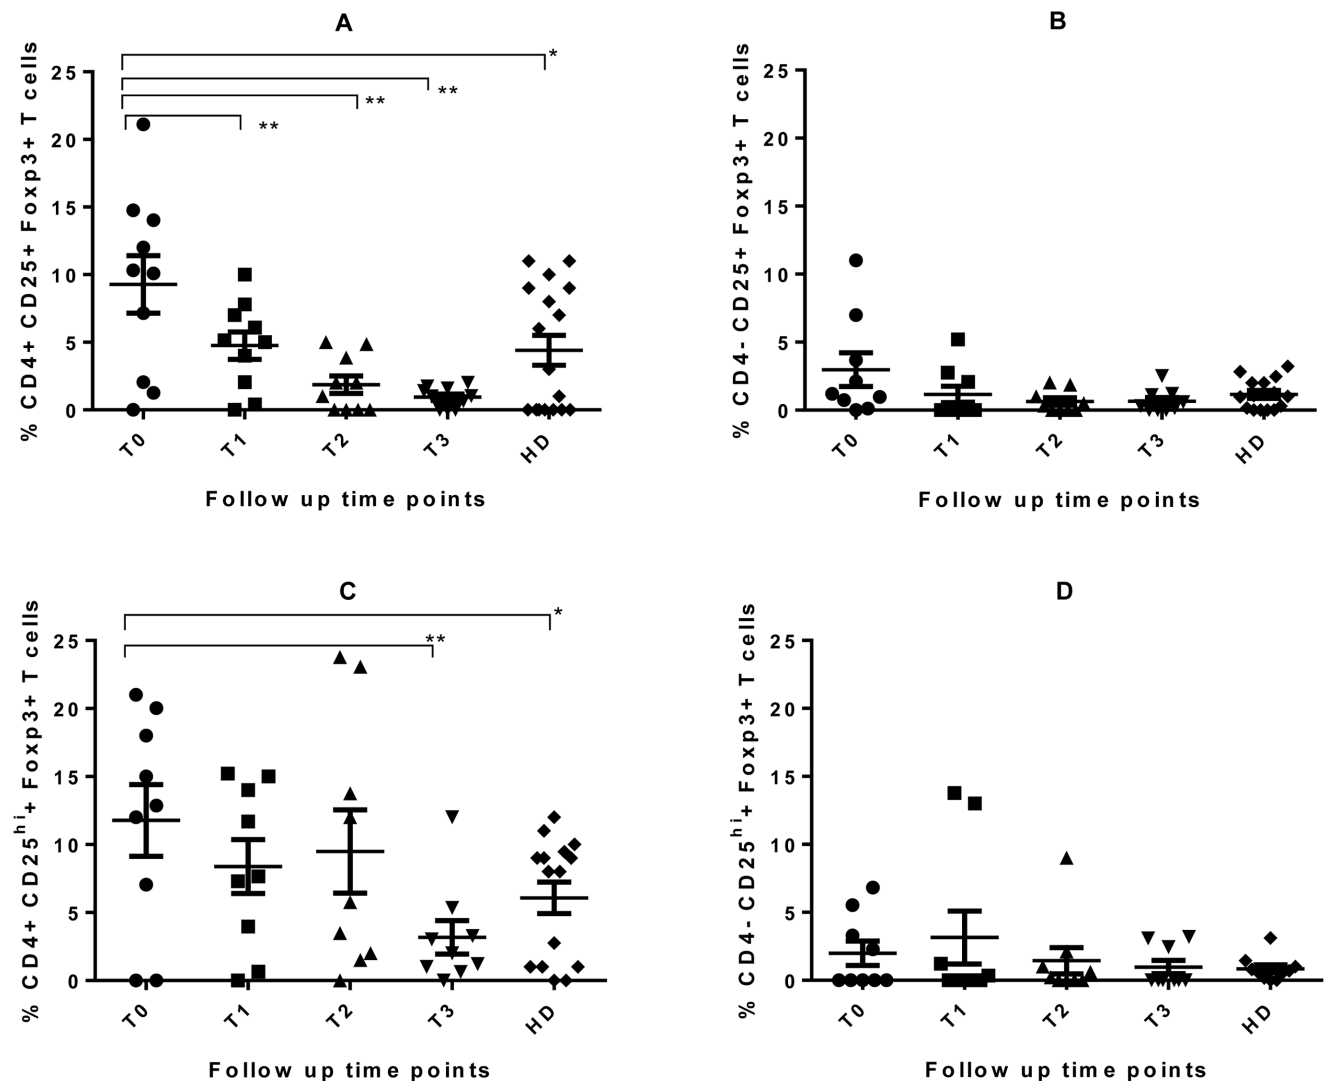 A
% CD4+ CD25+ Foxp3+ T cells
25
20
15
10
5
0
*
**
**
**
T0
T1
T2
T3
HD
Follow up time points
B
% CD4- CD25+ Foxp3+ T cells
25
20
15
10
5
0
T0
T1
T2
T3
HD
Follow up time points
C
% CD4+ CD25hi+ Foxp3+ T cells
25
20
15
10
5
0
*
**
T0
T1
T2
T3
HD
Follow up time points
D
% CD4- CD25hi+ Foxp3+ T cells
25
20
15
10
5
0
T0
T1
T2
T3
HD
Follow up time points